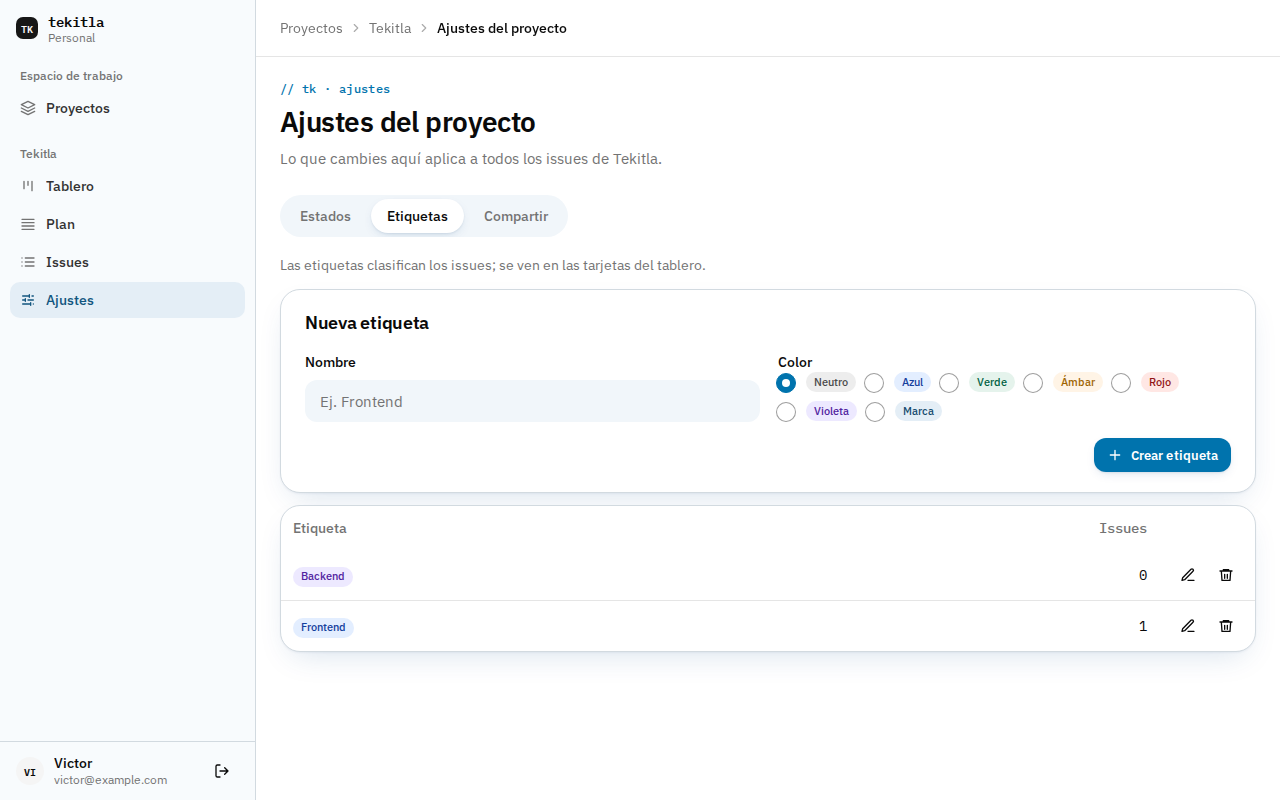 TK
tekitla
Personal
Espacio de trabajo
Proyectos
Tekitla
Tablero
Plan
Issues
Ajustes
VI
Victor
victor@example.com
Proyectos > Tekitla > Ajustes del proyecto
// tk · ajustes
Ajustes del proyecto
Lo que cambies aquí aplica a todos los issues de Tekitla.
Estados Etiquetas Compartir
Las etiquetas clasifican los issues; se ven en las tarjetas del tablero.
Nueva etiqueta
Nombre
Ej. Frontend
Color
Neutro Azul Verde Ámbar Rojo
Violeta Marca
Crear etiqueta
Etiqueta Issues
Backend 0
Frontend 1